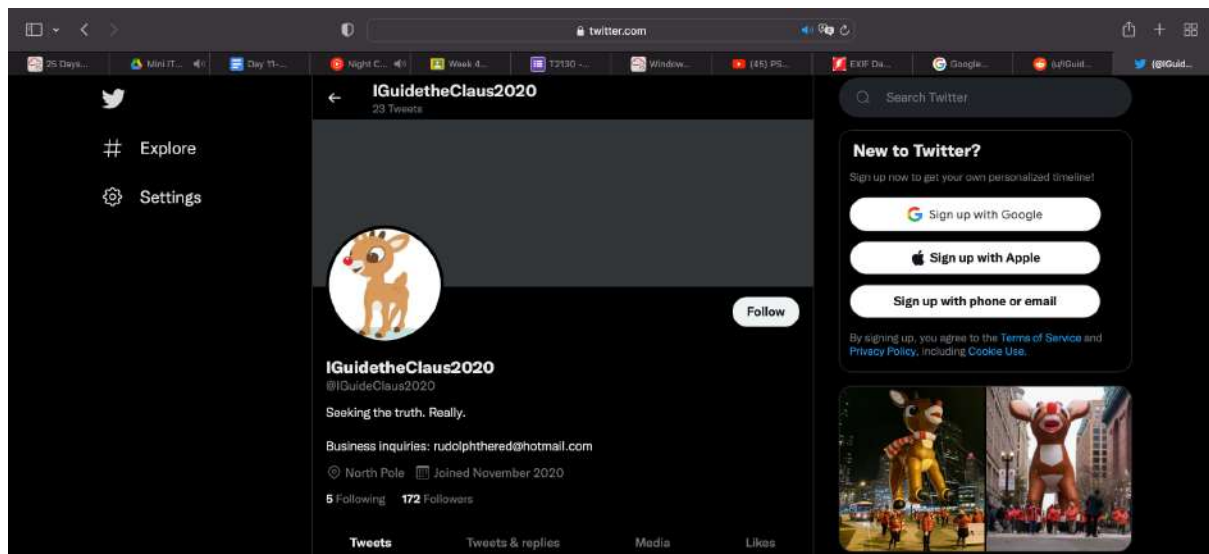 twitter.com
25 Days...
Mini IT...
Day 11-...
Night C...
Week 4...
T2130 -...
Window...
(45) PS...
EXIF Da...
Google...
(u/IGuid...
(@IGuid...
IGuidetheClaus2020
23 Tweets
Search Twitter
Explore
Settings
New to Twitter?
Sign up now to get your own personalized timeline!
Sign up with Google
Sign up with Apple
Sign up with phone or email
By signing up, you agree to the Terms of Service and
Privacy Policy, including Cookie Use.
Follow
IGuidetheClaus2020
@IGuideClaus2020
Seeking the truth. Really.
Business inquiries: rudolphthered@hotmail.com
North Pole Joined November 2020
5 Following 172 Followers
Tweets Tweets & replies Media Likes